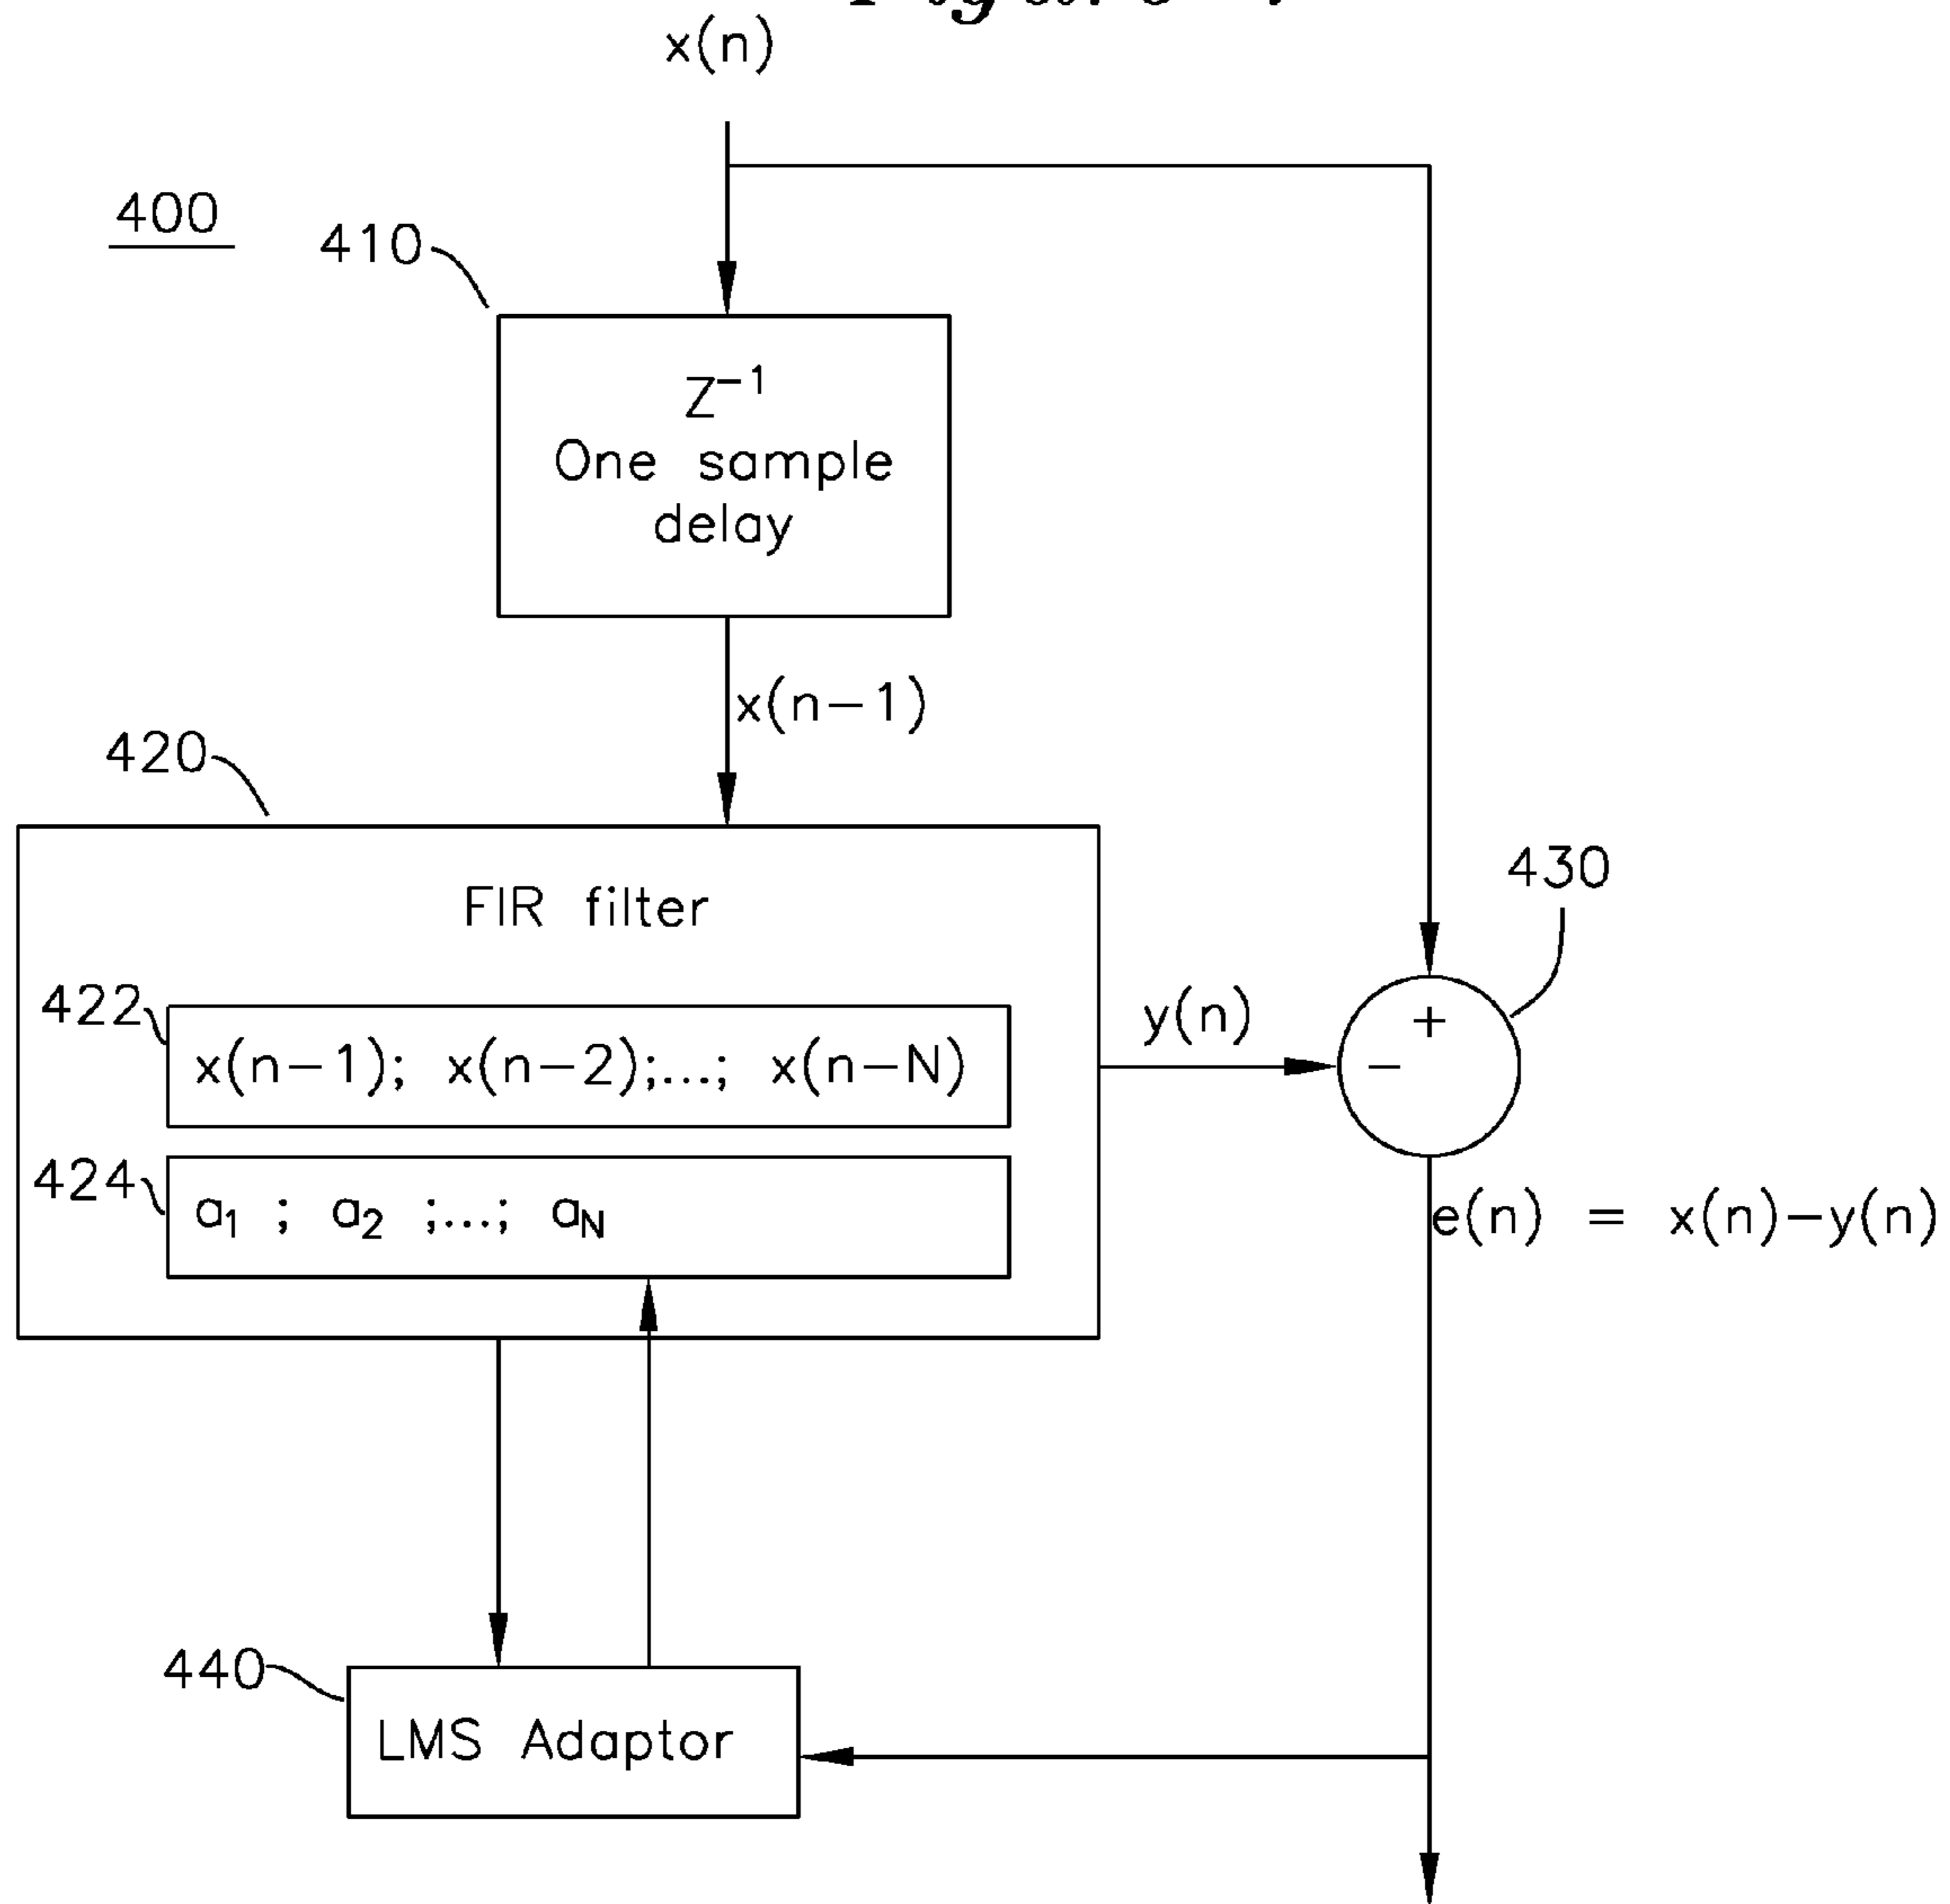 x(n)
400
410
Z⁻¹
One sample
delay
x(n-1)
420
FIR filter
430
422
x(n-1); x(n-2);...; x(n-N)
y(n)
+
-
424
a₁ ; a₂ ;...; a_N
e(n) = x(n)-y(n)
440
LMS Adaptor